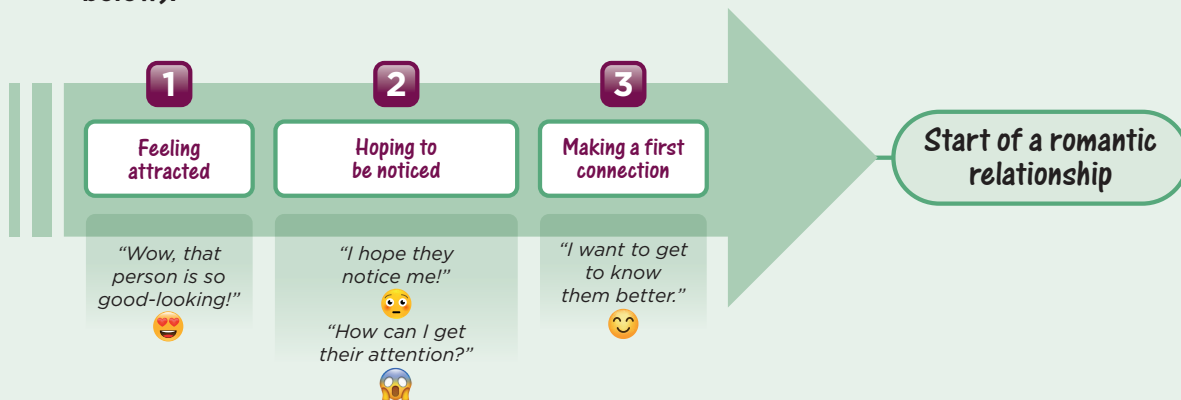 1
2
3
Feeling
attracted
Hoping to
be noticed
Making a first
connection
Start of a romantic
relationship
“Wow, that
person is so
good-looking!”
“I hope they
notice me!”
“How can I get
their attention?”
“I want to get
to know
them better.”